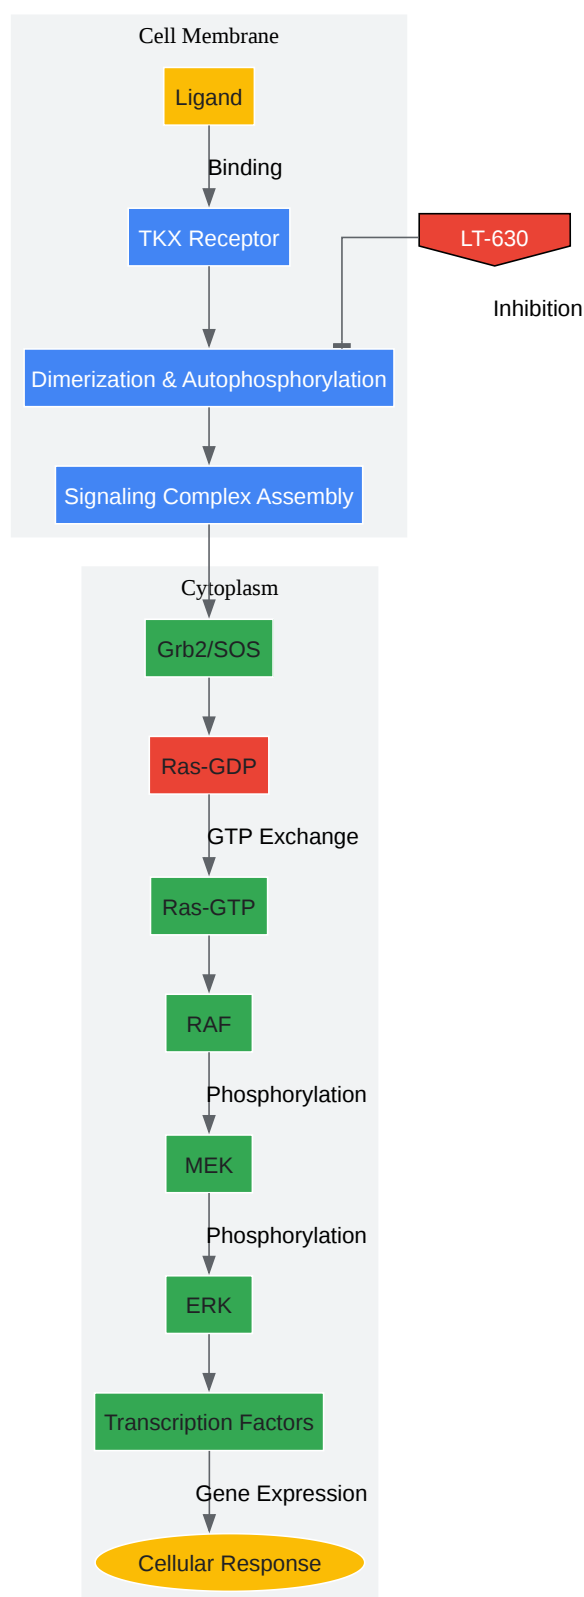 Cell Membrane
Ligand
Binding
TKX Receptor
LT-630
Inhibition
Dimerization & Autophosphorylation
Signaling Complex Assembly
Cytoplasm
Grb2/SOS
Ras-GDP
GTP Exchange
Ras-GTP
RAF
Phosphorylation
MEK
Phosphorylation
ERK
Transcription Factors
Gene Expression
Cellular Response